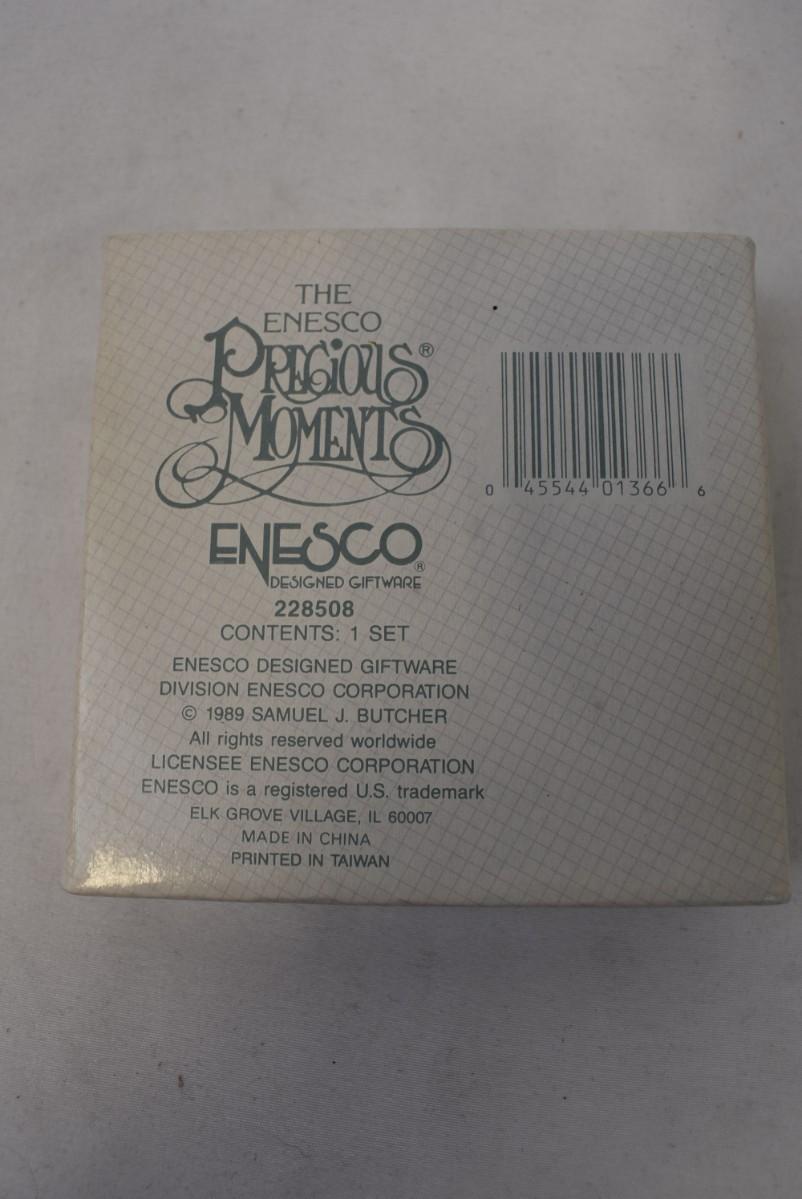 THE
ENESCO
PRECIOUS®
MOMENTS
ENESCO®
DESIGNED GIFTWARE
228508
CONTENTS: 1 SET
ENESCO DESIGNED GIFTWARE
DIVISION ENESCO CORPORATION
© 1989 SAMUEL J. BUTCHER
All rights reserved worldwide
LICENSEE ENESCO CORPORATION
ENESCO is a registered U.S. trademark
ELK GROVE VILLAGE, IL 60007
MADE IN CHINA
PRINTED IN TAIWAN
0 45544 01366 6